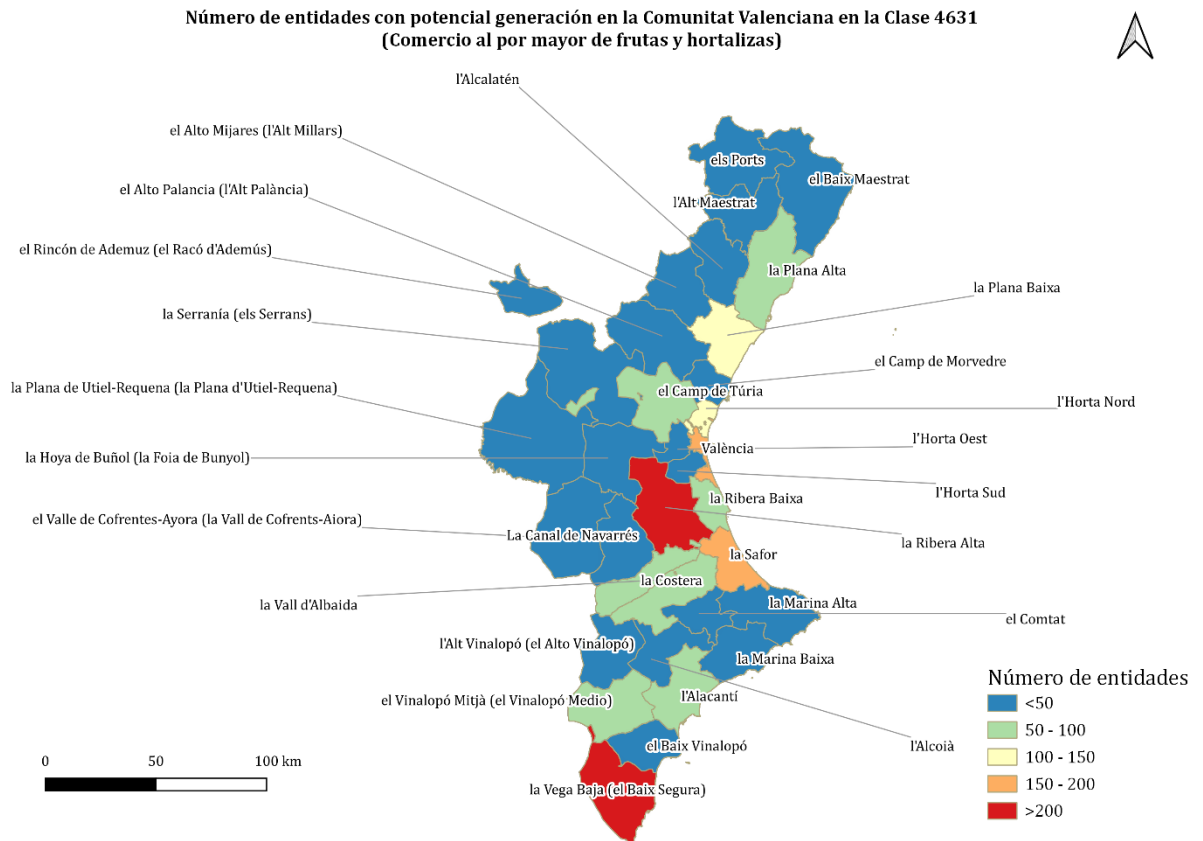 Número de entidades con potencial generación en la Comunitat Valenciana en la Clase 4631
(Comercio al por mayor de frutas y hortalizas)
l'Alcalatén
el Alto Mijares (l'Alt Millars)
els Ports
el Baix Maestrat
el Alto Palancia (l'Alt Palància)
l'Alt Maestrat
el Rincón de Ademuz (el Racó d'Ademús)
la Plana Alta
la Plana Baixa
la Serranía (els Serrans)
el Camp de Morvedre
la Plana de Utiel-Requena (la Plana d'Utiel-Requena)
el Camp de Túria
l'Horta Nord
l'Horta Oest
València
la Hoya de Buñol (la Foia de Bunyol)
l'Horta Sud
la Ribera Baixa
el Valle de Cofrentes-Ayora (la Vall de Cofrents-Aiora)
La Canal de Navarrés
la Ribera Alta
la Safor
la Costera
la Vall d'Albaida
la Marina Alta
el Comtat
l'Alt Vinalopó (el Alto Vinalopó)
la Marina Baixa
el Vinalopó Mitjà (el Vinalopó Medio)
l'Alacantí
el Baix Vinalopó
l'Alcoià
la Vega Baja (el Baix Segura)
0 50 100 km
Número de entidades
<50
50 - 100
100 - 150
150 - 200
>200